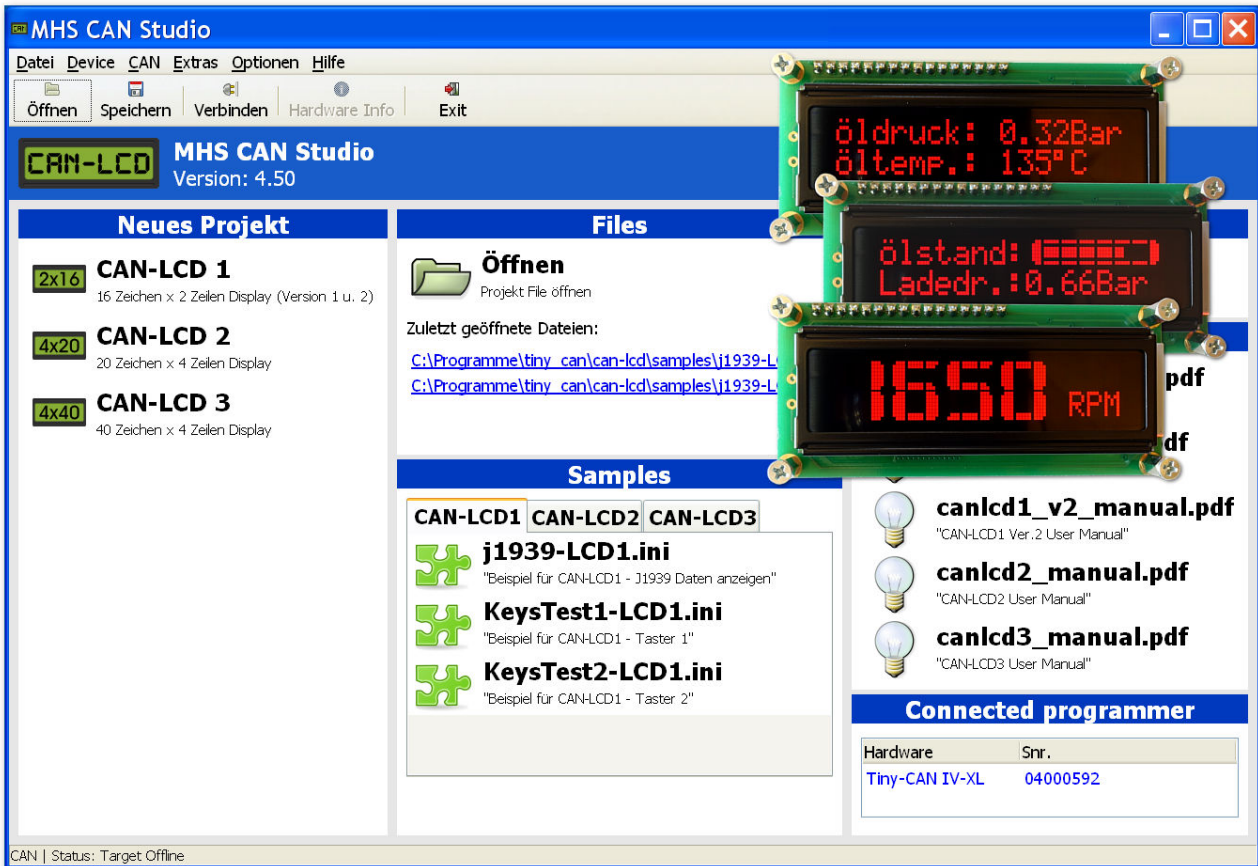 MHS CAN Studio
Datei Device CAN Extras Optionen Hilfe
Öffnen Speichern Verbinden Hardware Info Exit
CAN-LCD
MHS CAN Studio
Version: 4.50
öldruck: 0.32Bar
öltemp.: 135°C
ölstand:
Ladedr.:0.66Bar
1650 RPM
Neues Projekt
2x16
CAN-LCD 1
16 Zeichen x 2 Zeilen Display (Version 1 u. 2)
4x20
CAN-LCD 2
20 Zeichen x 4 Zeilen Display
4x40
CAN-LCD 3
40 Zeichen x 4 Zeilen Display
Files
Öffnen
Projekt File öffnen
Zuletzt geöffnete Dateien:
C:\Programme\tiny_can\can-lcd\samples\j1939-L
C:\Programme\tiny_can\can-lcd\samples\j1939-L
Samples
CAN-LCD1 CAN-LCD2 CAN-LCD3
j1939-LCD1.ini
"Beispiel für CAN-LCD1 - J1939 Daten anzeigen"
KeysTest1-LCD1.ini
"Beispiel für CAN-LCD1 - Taster 1"
KeysTest2-LCD1.ini
"Beispiel für CAN-LCD1 - Taster 2"
pdf
df
canlcd1_v2_manual.pdf
"CAN-LCD1 Ver.2 User Manual"
canlcd2_manual.pdf
"CAN-LCD2 User Manual"
canlcd3_manual.pdf
"CAN-LCD3 User Manual"
Connected programmer
Hardware Snr.
Tiny-CAN IV-XL 04000592
CAN | Status: Target Offline